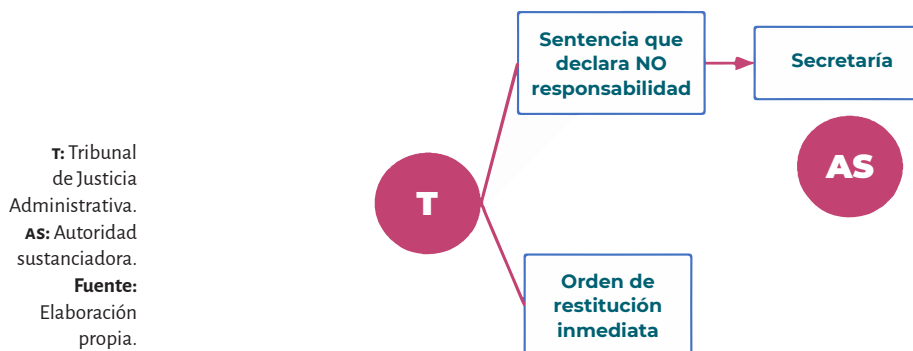 Sentencia que
declara NO
responsabilidad
Secretaría
T: Tribunal
de Justicia
Administrativa.
AS: Autoridad
sustanciadora.
Fuente:
Elaboración
propia.
T
AS
Orden de
restitución
inmediata